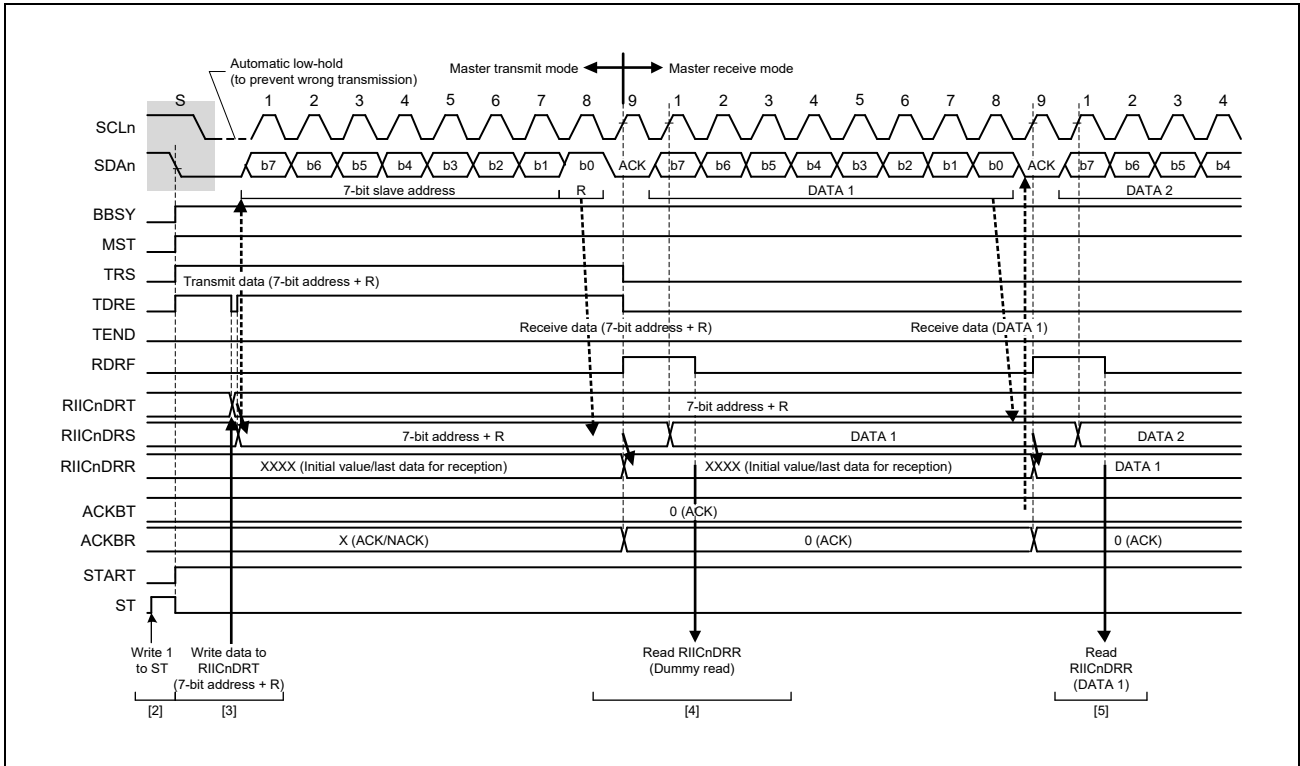 Automatic low-hold
(to prevent wrong transmission)
Master transmit mode Master receive mode
S 1 2 3 4 5 6 7 8 9 1 2 3 4 5 6 7 8 9 1 2 3 4
SCLn
SDAn b7 b6 b5 b4 b3 b2 b1 b0 ACK b7 b6 b5 b4 b3 b2 b1 b0 ACK b7 b6 b5 b4
7-bit slave address R DATA 1 DATA 2
BBSY
MST
TRS
Transmit data (7-bit address + R)
TDRE
TEND Receive data (7-bit address + R) Receive data (DATA 1)
RDRF
RIICnDRT 7-bit address + R
RIICnDRS 7-bit address + R DATA 1 DATA 2
RIICnDRR XXXX (Initial value/last data for reception) XXXX (Initial value/last data for reception) DATA 1
ACKBT 0 (ACK)
ACKBR X (ACK/NACK) 0 (ACK) 0 (ACK)
START
ST
Write 1 Write data to Read RIICnDRR Read
to ST RIICnDRT (Dummy read) RIICnDRR
(7-bit address + R) (DATA 1)
[2] [3] [4] [5]